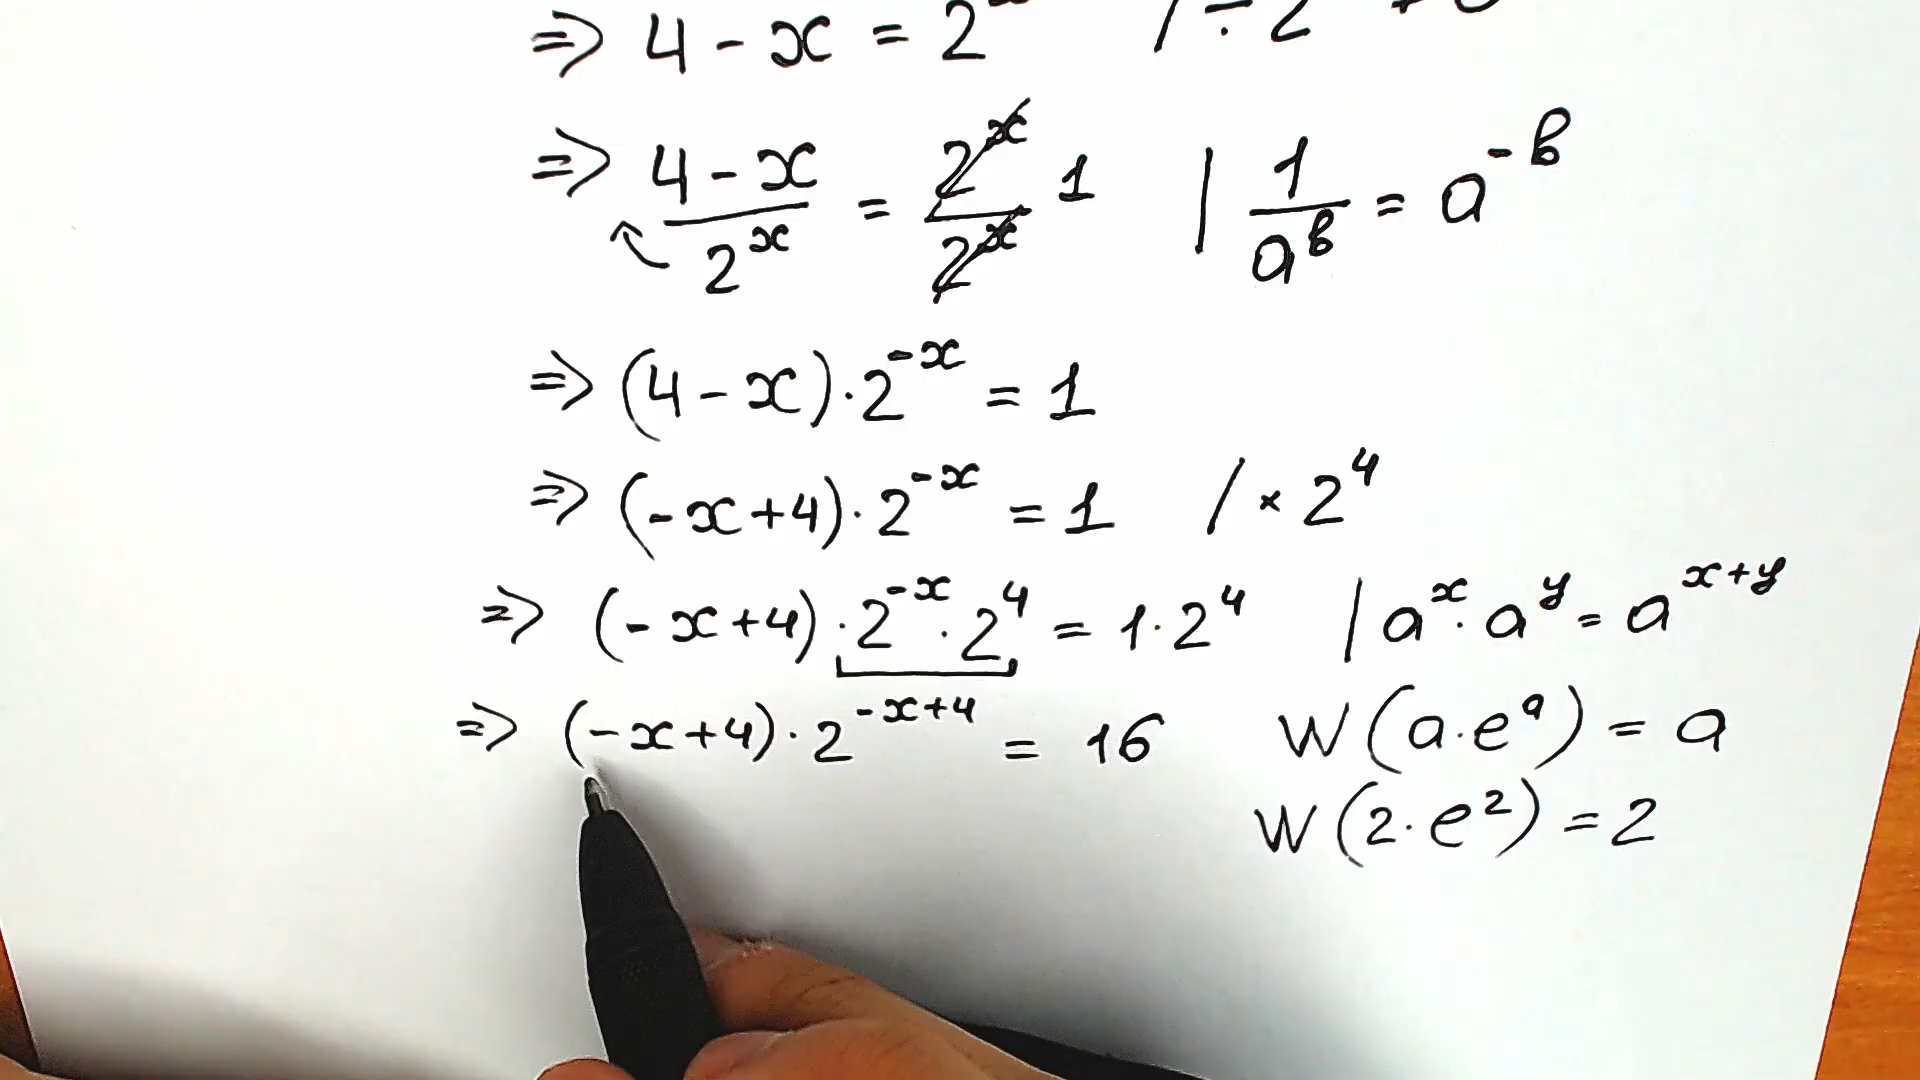 => 4 - x = 2^x / ÷ 2
=> (4 - x)/(2^x) = (2^x)/(2^x) 1 | 1/(a^b) = a^(-b)
=> (4 - x) · 2^(-x) = 1
=> (-x + 4) · 2^(-x) = 1 / × 2^4
=> (-x + 4) · 2^(-x) · 2^4 = 1 · 2^4 | a^x · a^y = a^(x+y)
=> (-x + 4) · 2^(-x+4) = 16 W(a · e^a) = a
W(2 · e^2) = 2